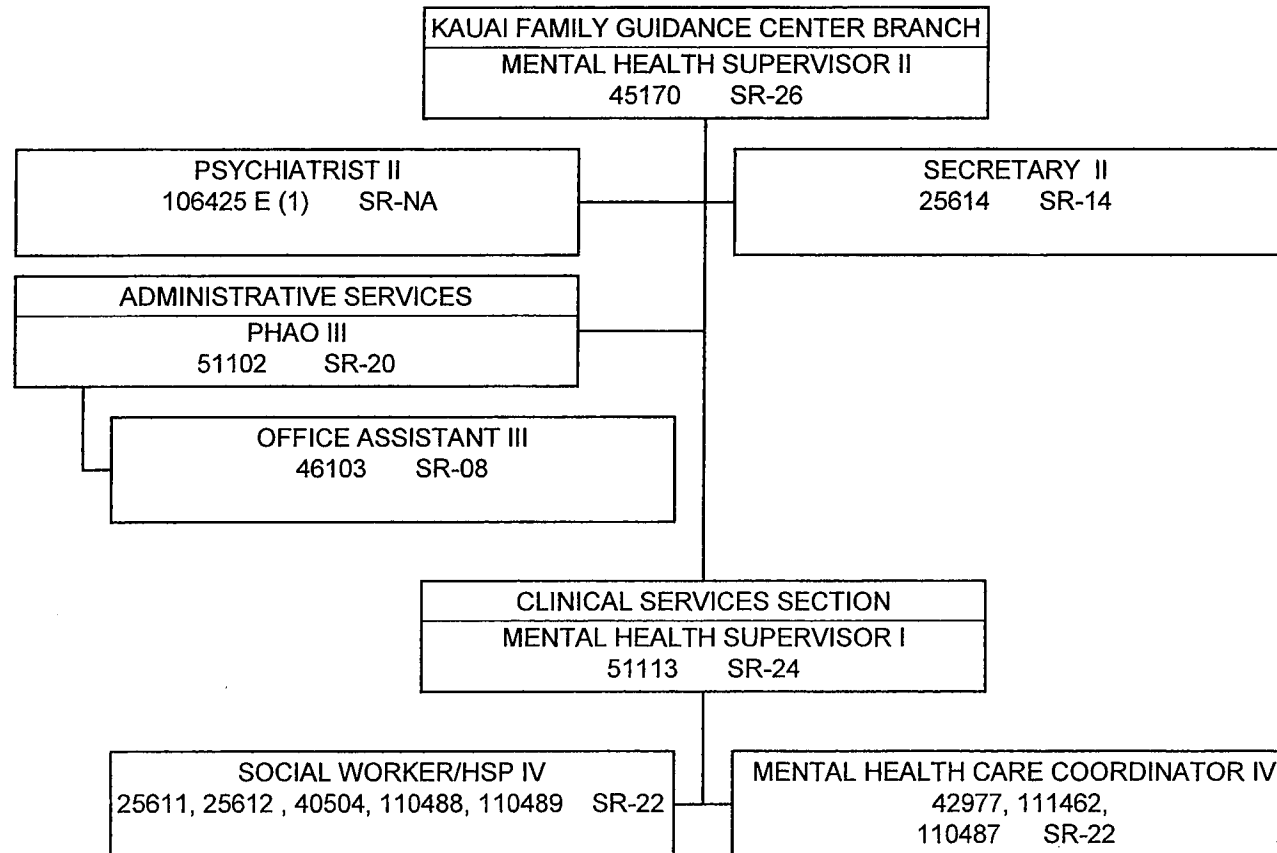 KAUAI FAMILY GUIDANCE CENTER BRANCH
MENTAL HEALTH SUPERVISOR II
45170 SR-26
PSYCHIATRIST II
106425 E (1) SR-NA
SECRETARY II
25614 SR-14
ADMINISTRATIVE SERVICES
PHAO III
51102 SR-20
OFFICE ASSISTANT III
46103 SR-08
CLINICAL SERVICES SECTION
MENTAL HEALTH SUPERVISOR I
51113 SR-24
SOCIAL WORKER/HSP IV
25611, 25612 , 40504, 110488, 110489 SR-22
MENTAL HEALTH CARE COORDINATOR IV
42977, 111462,
110487 SR-22